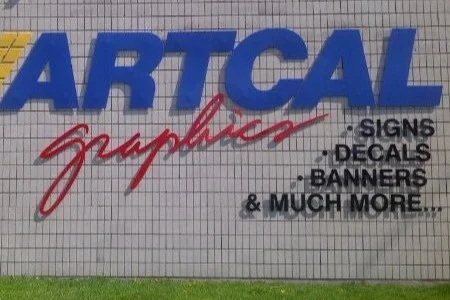 ARTCAL
graphics
· SIGNS
· DECALS
· BANNERS
& MUCH MORE...